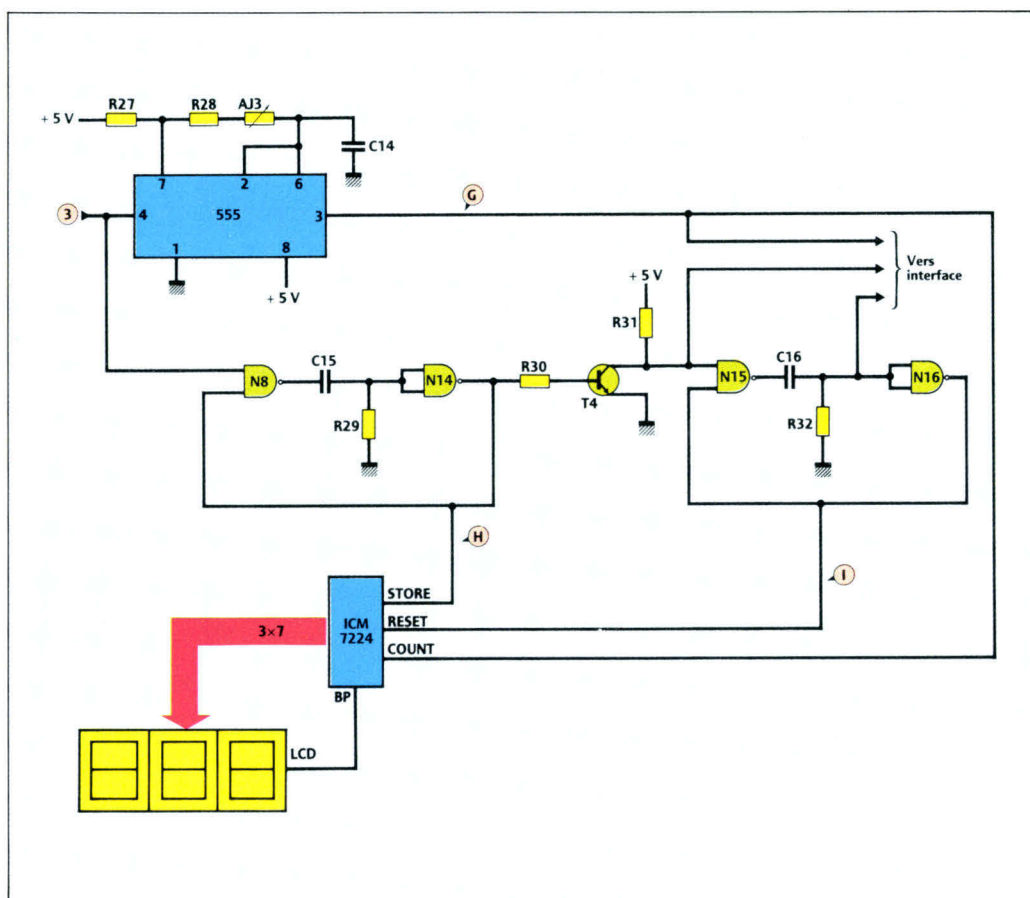 R27
R28
AJ3
+ 5 V
C14
7
2
6
3
4
555
3
G
1
8
+ 5 V
Vers
interface
+ 5 V
R31
C15
C16
N8
N14
R30
N15
N16
T4
R29
R32
H
I
STORE
ICM
7224
RESET
3×7
COUNT
BP
LCD